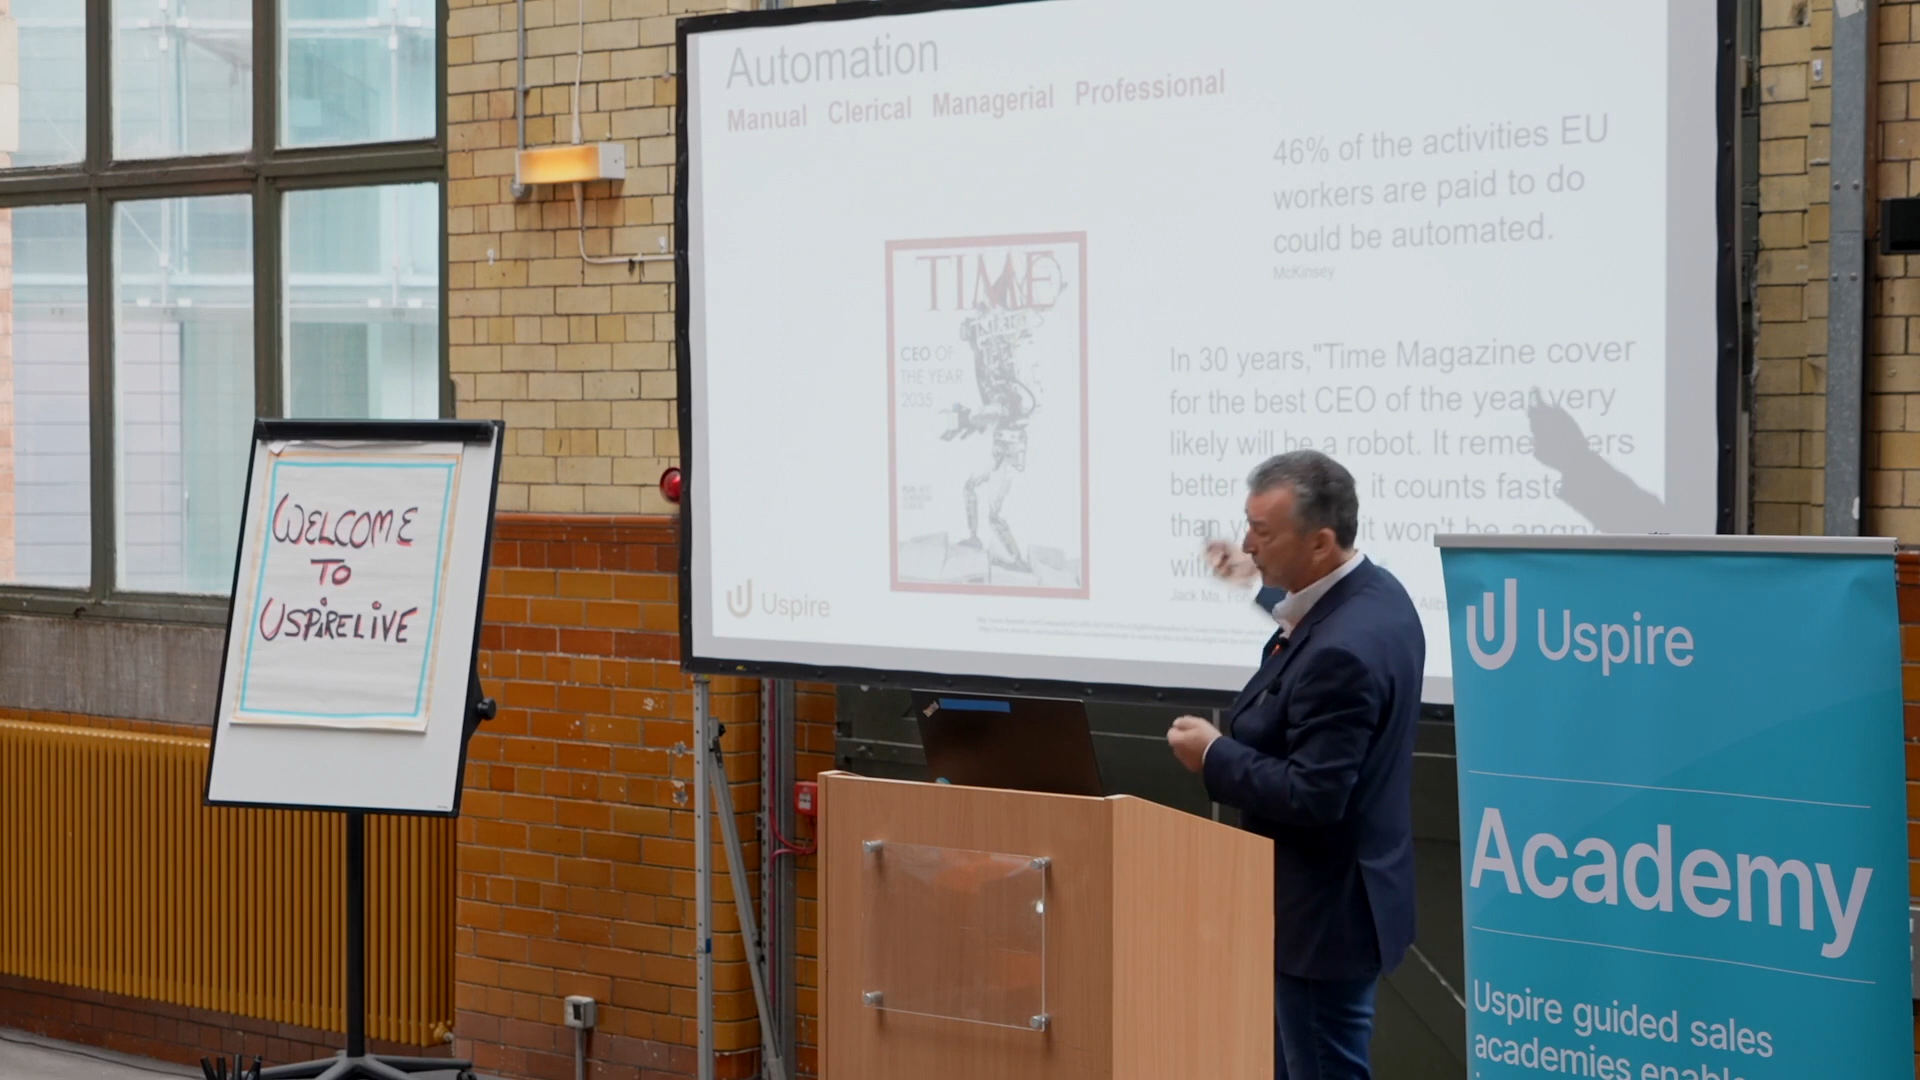 Automation
Manual Clerical Managerial Professional
46% of the activities EU
workers are paid to do
could be automated.
McKinsey
TIME
CEO OF
THE YEAR
2035
In 30 years,"Time Magazine cover
for the best CEO of the year very
likely will be a robot. It
better it counts
than it won't be angry
Jack Ma,
Uspire
WELCOME
TO
USPIRELIVE
Uspire
Academy
Uspire guided sales
academies